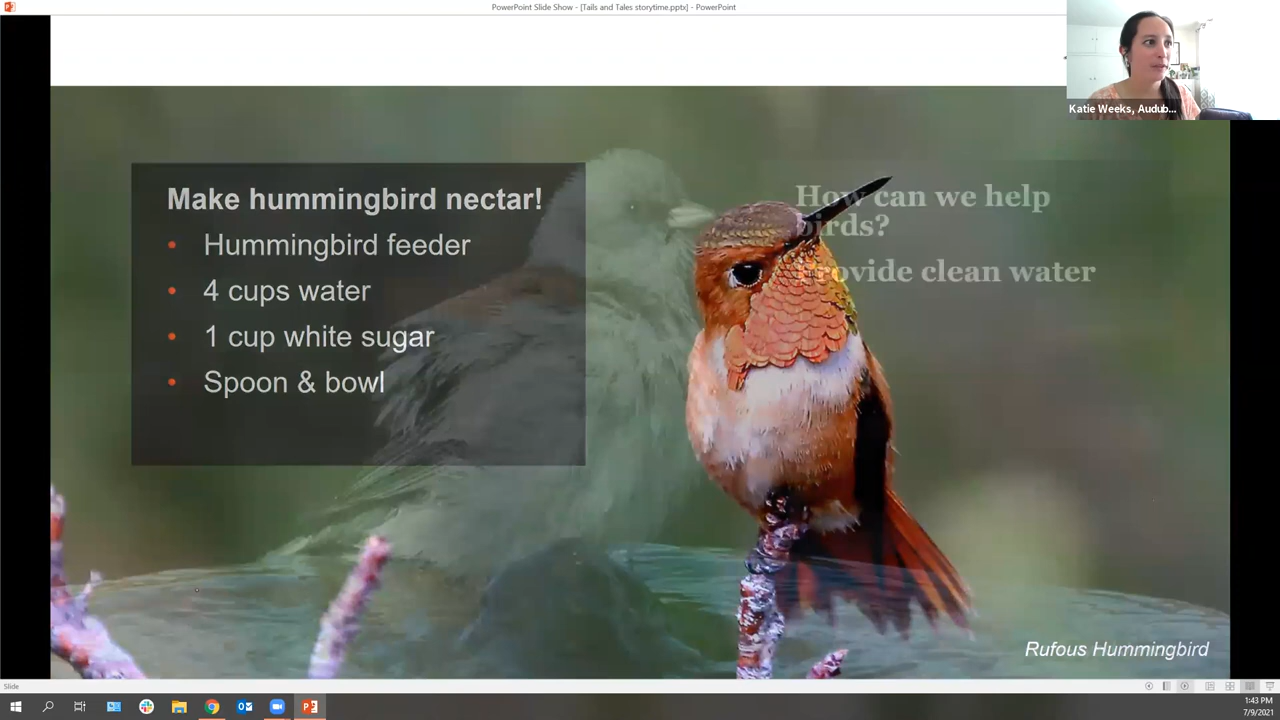 PowerPoint Slide Show - [Tails and Tales storytime.pptx] - PowerPoint
Katie Weeks, Audub...
Make hummingbird nectar!
• Hummingbird feeder
• 4 cups water
• 1 cup white sugar
• Spoon & bowl
How can we help
birds?
Provide clean water
Rufous Hummingbird
Slide
1:43 PM
7/9/2021